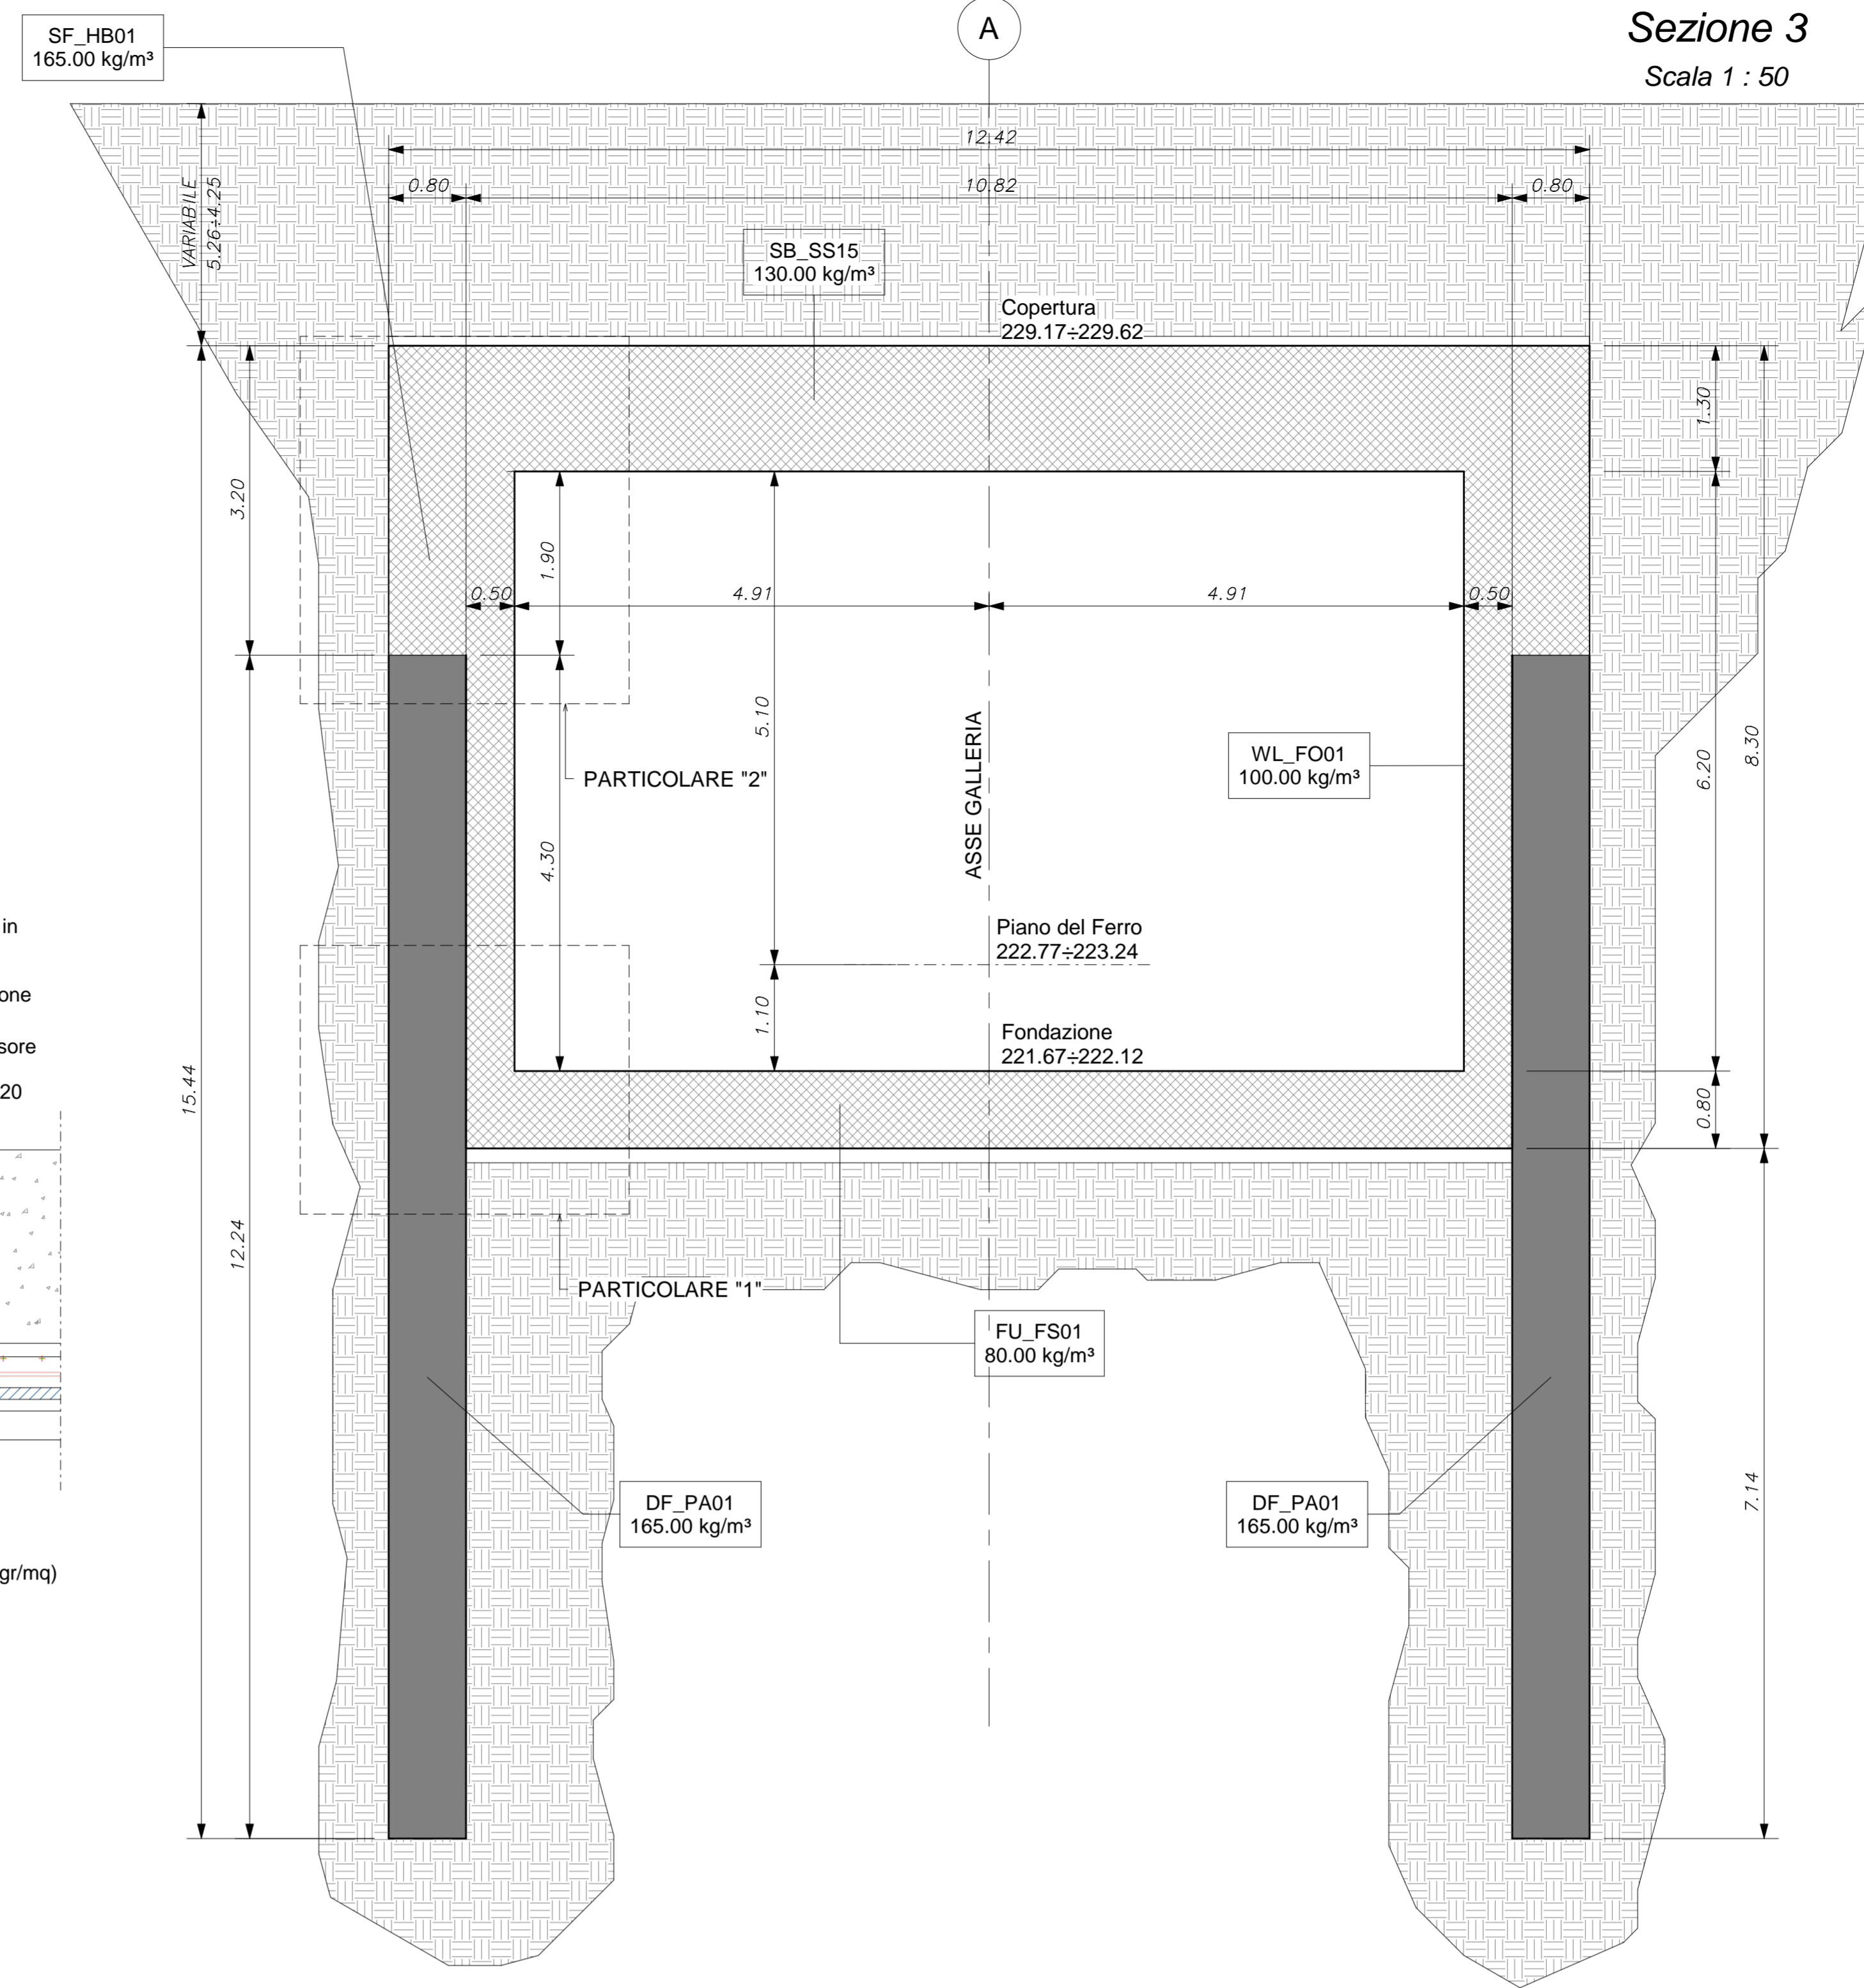 Sezione 3
Scala 1 : 50
A
SF_HB01
165.00 kg/m³
12.42
0.80
10.82
0.80
VARIABILE
5.26÷4.25
SB_SS15
130.00 kg/m³
Copertura
229.17÷229.62
1.30
3.20
1.90
0.50
4.91
4.91
0.50
5.10
ASSE GALLERIA
WL_FO01
100.00 kg/m³
6.20
8.30
PARTICOLARE "2"
4.30
in
Piano del Ferro
222.77÷223.24
one
1.10
Fondazione
221.67÷222.12
sore
20
15.44
0.80
12.24
PARTICOLARE "1"
FU_FS01
80.00 kg/m³
DF_PA01
165.00 kg/m³
DF_PA01
165.00 kg/m³
7.14
gr/mq)